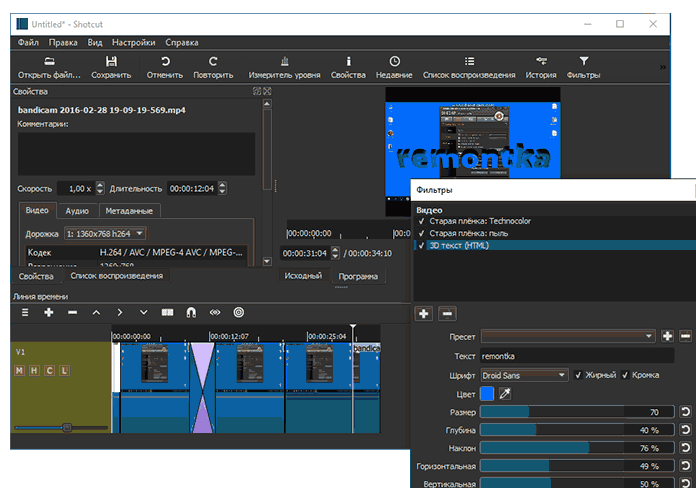 Untitled* - Shotcut
Файл Правка Вид Настройки Справка
Открыть файл... Сохранить Отменить Повторить Измеритель уровня Свойства Недавние Список воспроизведения История Фильтры »
Свойства
bandicam 2016-02-28 19-09-19-569.mp4
Комментарии:
remontka
Скорость 1,00 x Длительность 00:00:12:04
Фильтры
Видео Аудио Метаданные
Видео
Старая плёнка: Technocolor
Дорожка 1: 1360x768 h264
00:00:00:00
Старая плёнка: пыль
Кодек H.264 / AVC / MPEG-4 AVC / MPEG-...
00:00:31:04 / 00:00:34:10
3D текст (HTML)
1360x768
Свойства Список воспроизведения
Исходный Программа
Линия времени
00:00:00:00 00:00:12:07 00:00:25:04
Пресет
V1
bandica
Текст remontka
M H C L
Шрифт Droid Sans Жирный Кромка
Цвет
Размер 70
Глубина 40 %
Наклон 76 %
Горизонтальная 49 %
Вертикальная 50 %